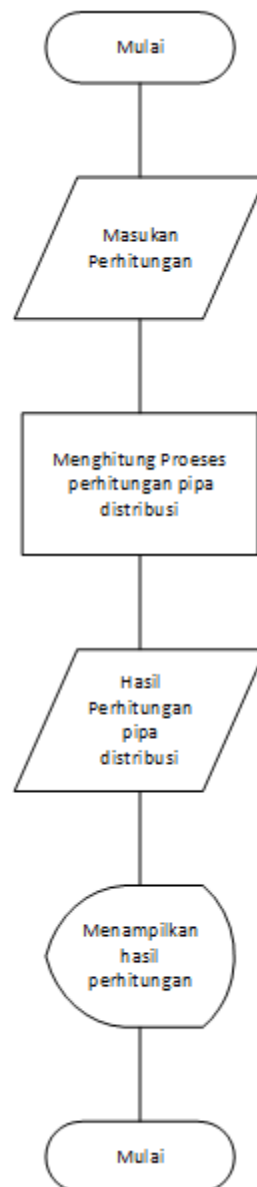 Mulai
Masukan
Perhitungan
Menghitung Proeses
perhitungan pipa
distribusi
Hasil
Perhitungan
pipa
distribusi
Menampilkan
hasil
perhitungan
Mulai